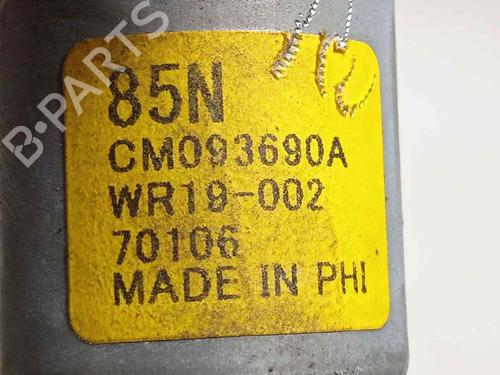 B-PARTS
85N
CM093690A
WR19-002
70106
MADE IN PHI